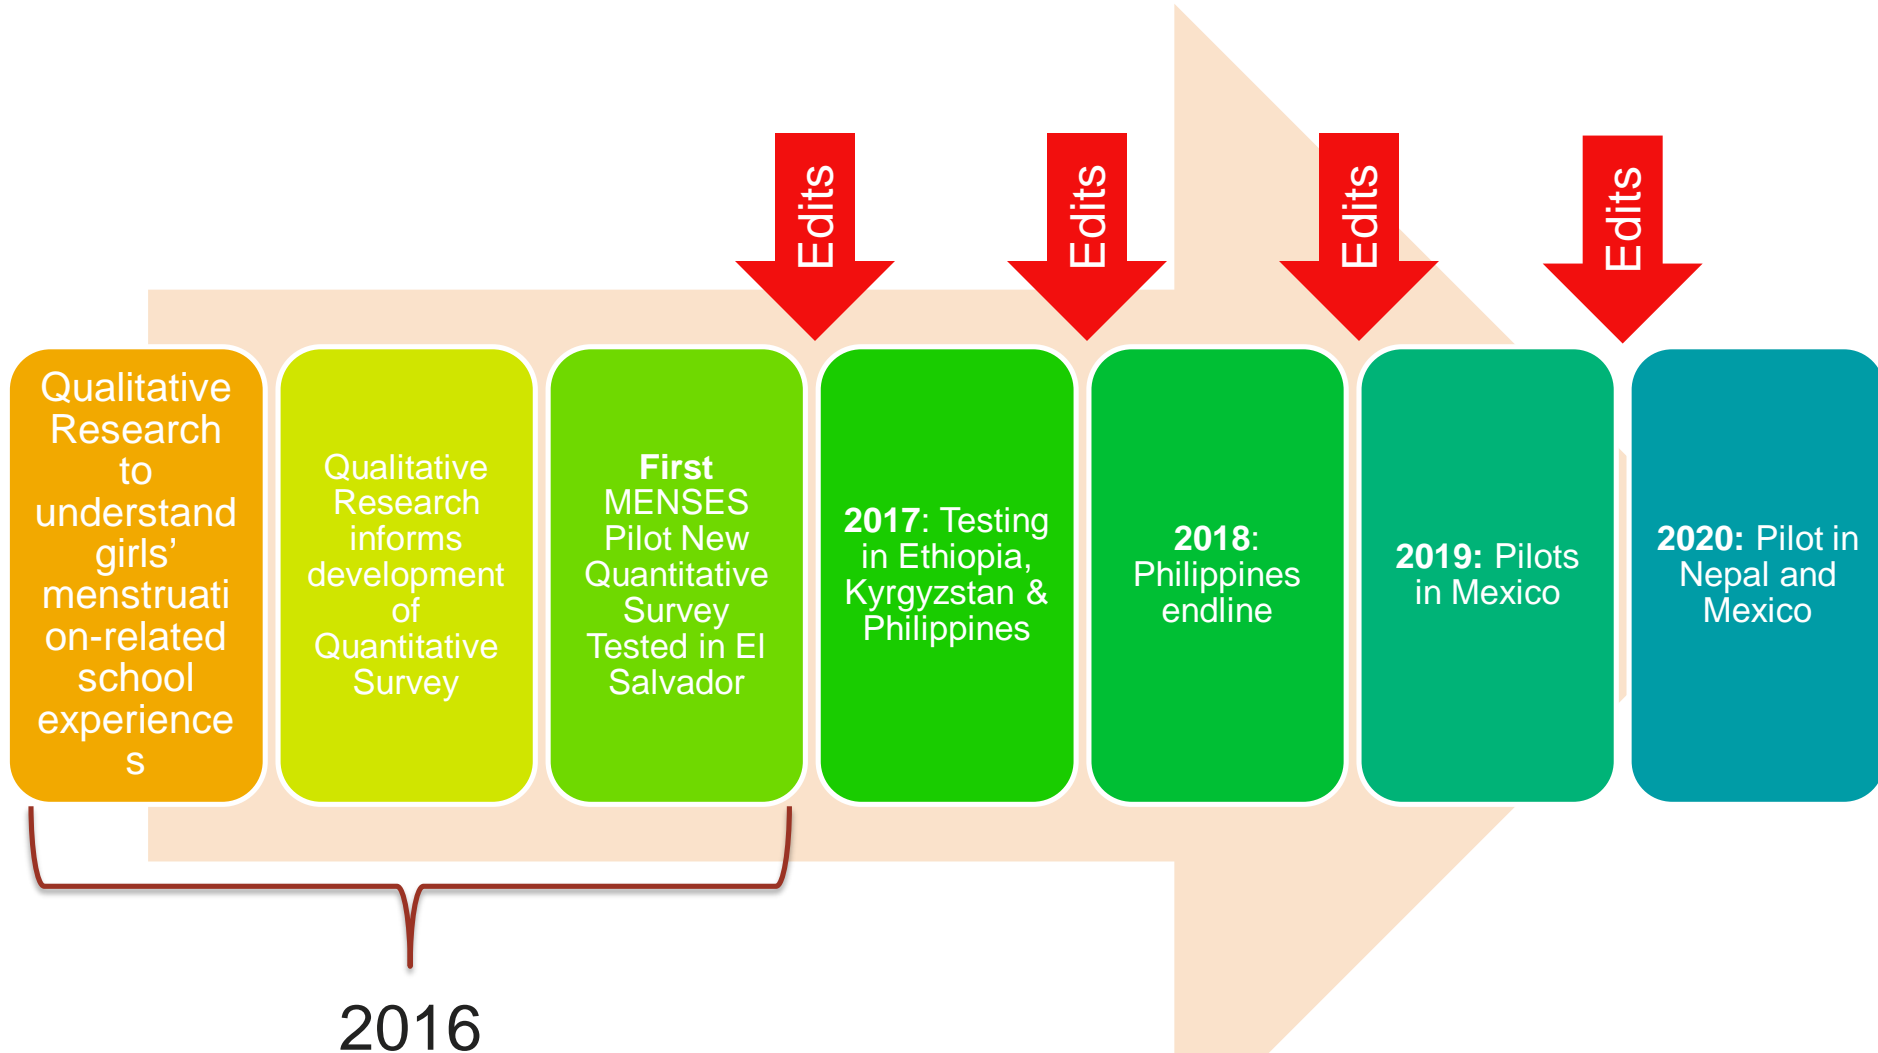 Edits
Edits
Edits
Edits
Qualitative
Research
to
understand
girls’
menstruati
on-related
school
experience
s
Qualitative
Research
informs
development
of
Quantitative
Survey
First
MENSES
Pilot New
Quantitative
Survey
Tested in El
Salvador
2017: Testing
in Ethiopia,
Kyrgyzstan &
Philippines
2018:
Philippines
endline
2019: Pilots
in Mexico
2020: Pilot in
Nepal and
Mexico
2016